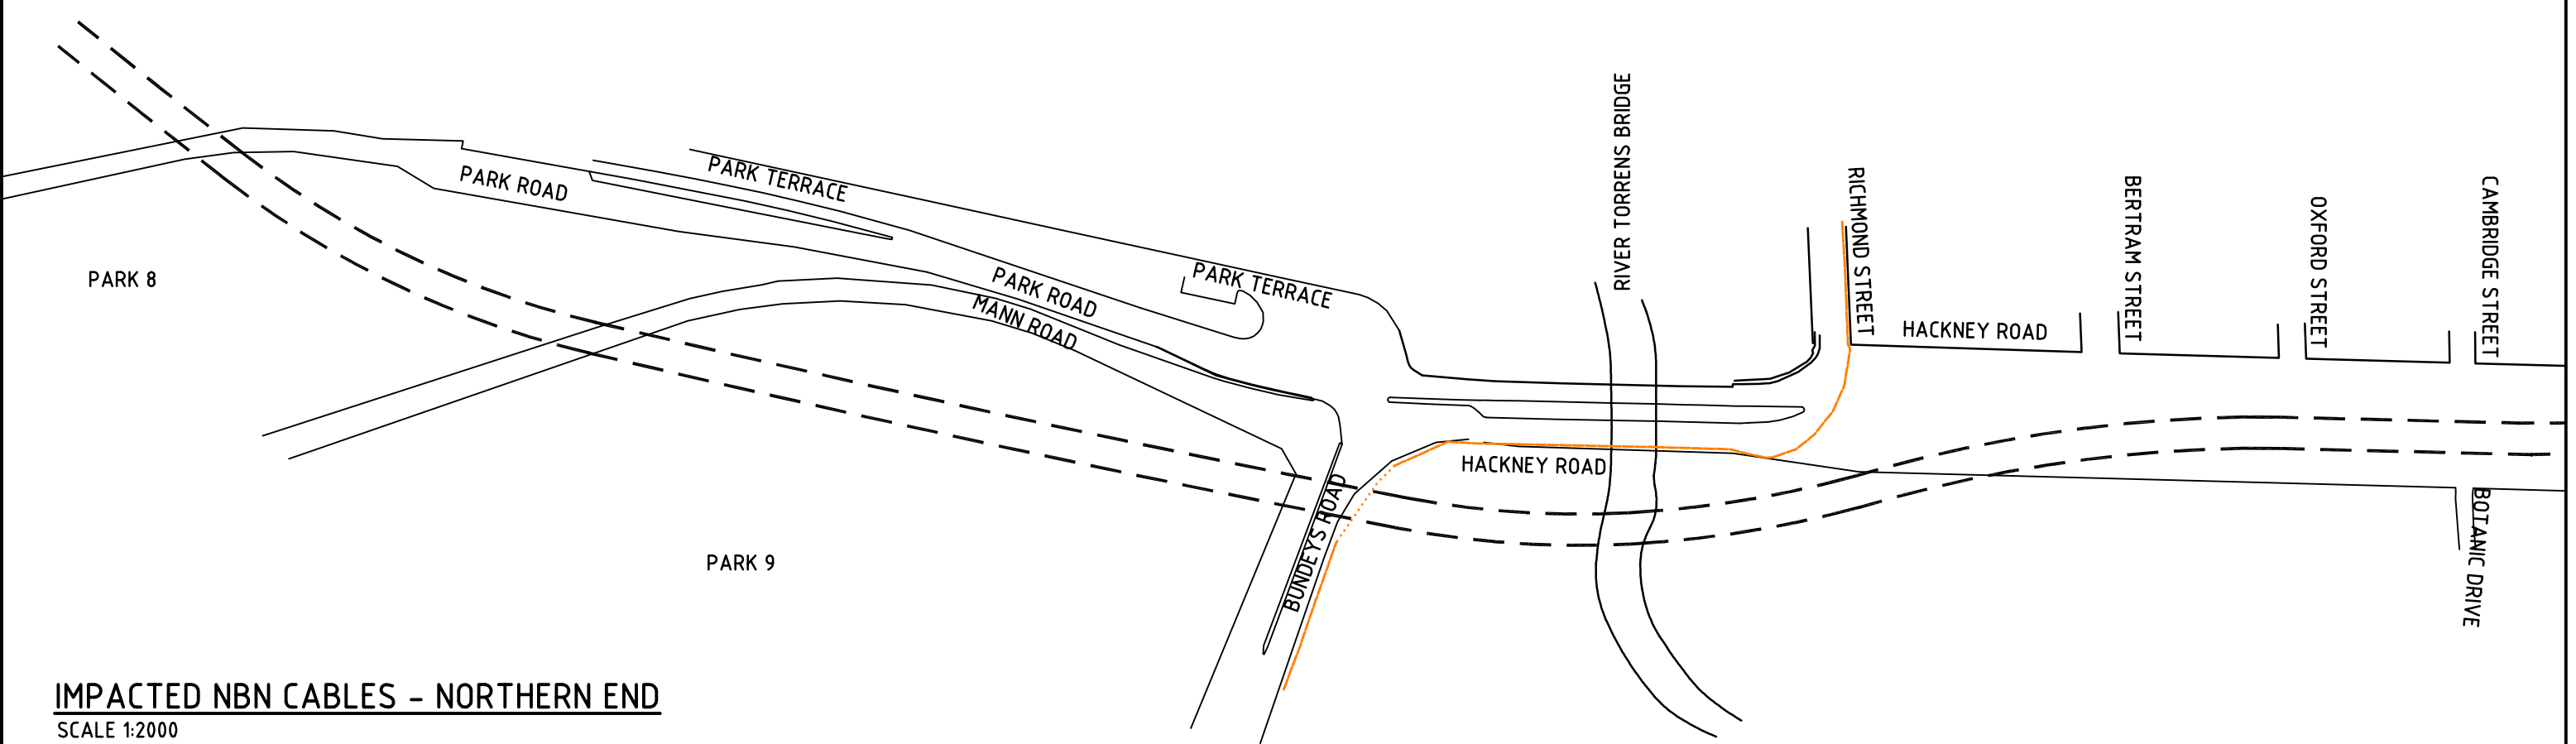 RIVER TORRENS BRIDGE
PARK TERRACE
PARK ROAD
RICHMOND STREET
BERTRAM STREET
OXFORD STREET
CAMBRIDGE STREET
PARK 8
PARK ROAD
PARK TERRACE
MANN ROAD
HACKNEY ROAD
HACKNEY ROAD
BUNDEYS ROAD
BOTANIC DRIVE
PARK 9
IMPACTED NBN CABLES - NORTHERN END
SCALE 1:2000